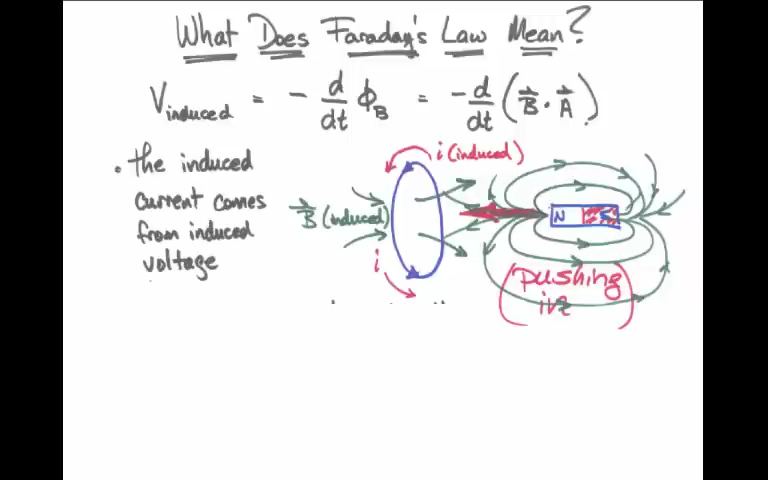 What Does Faraday's Law Mean?
V induced = - d/dt ϕ_B = - d/dt (B⃗ · A⃗)
• the induced
current comes
from induced
voltage
i (induced)
B⃗ (induced)
i
N S
(pushing
in)